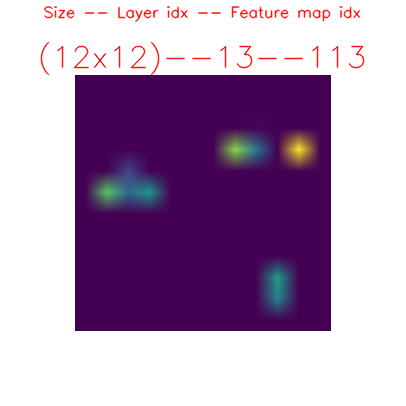 Size -- Layer idx -- Feature map idx
(12x12)--13--113